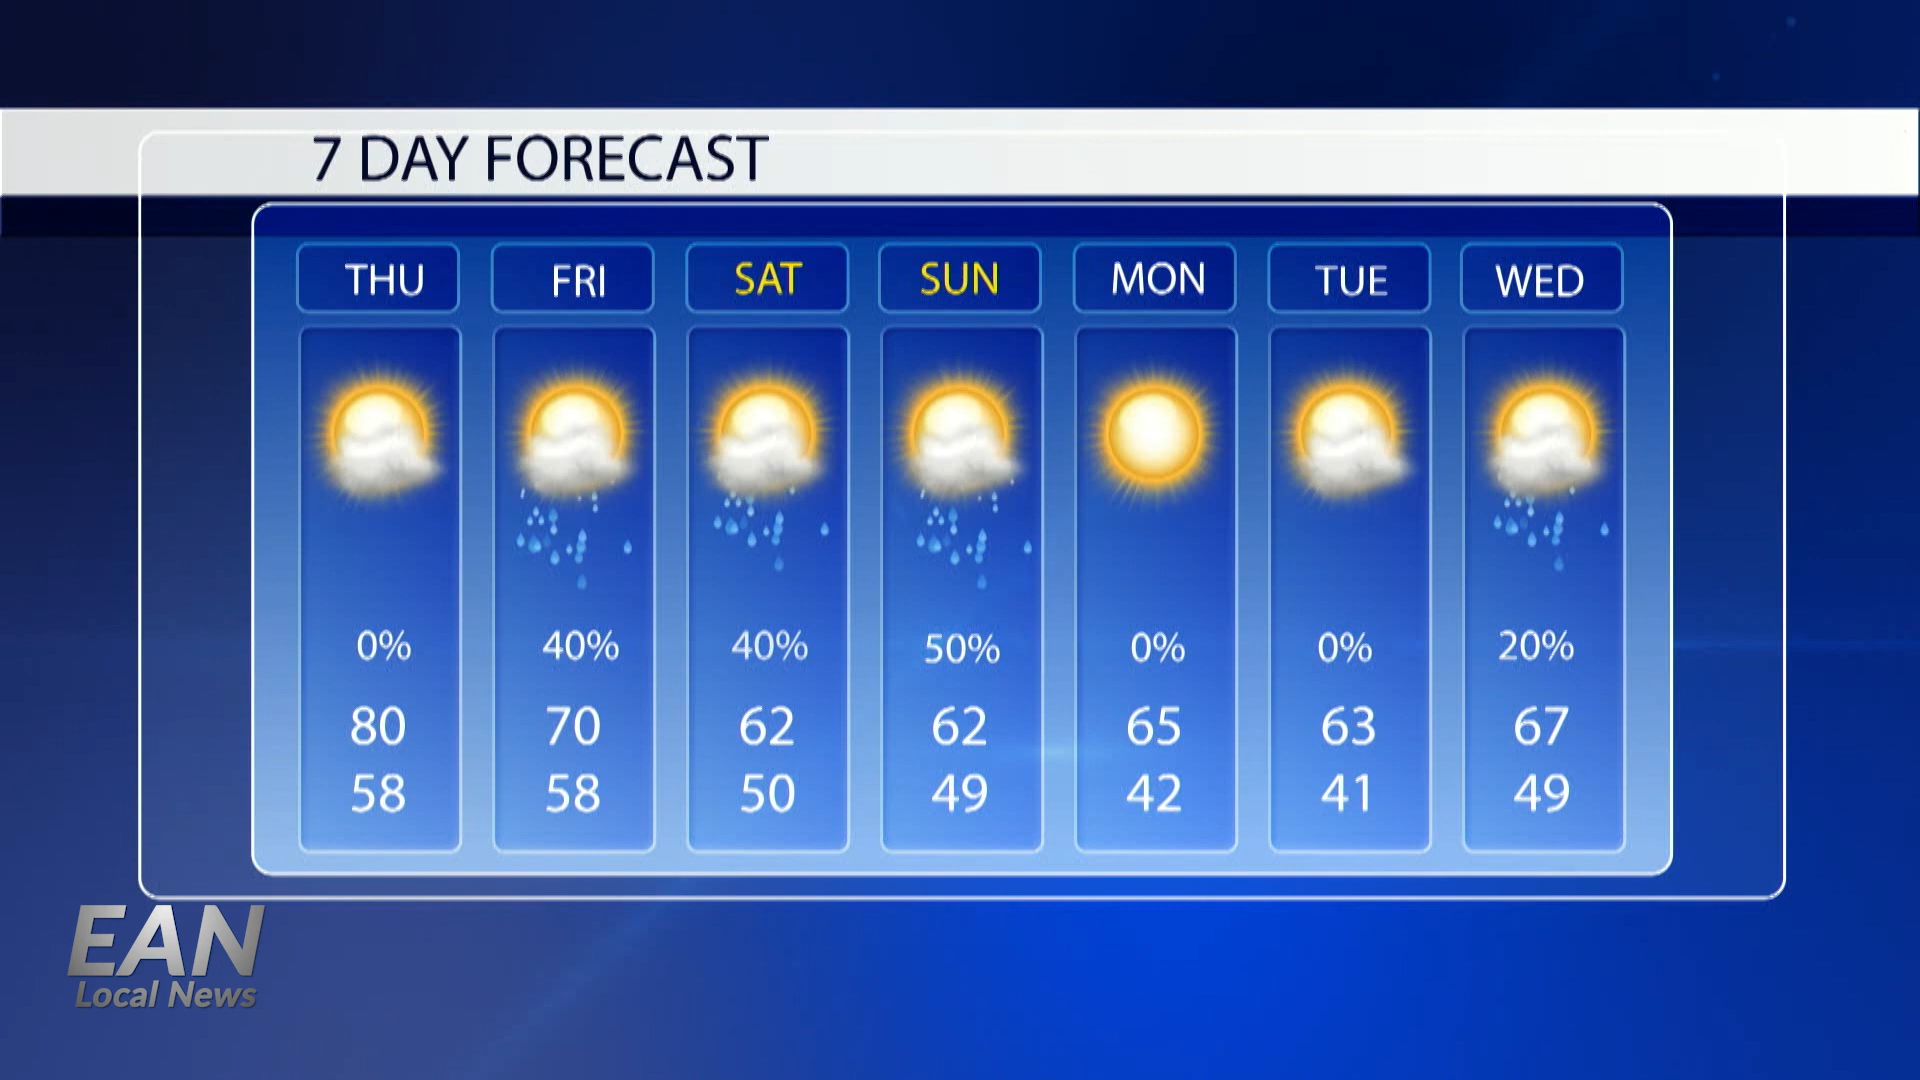 7 DAY FORECAST
THU FRI SAT SUN MON TUE WED
0% 40% 40% 50% 0% 0% 20%
80 70 62 62 65 63 67
58 58 50 49 42 41 49
EAN
Local News